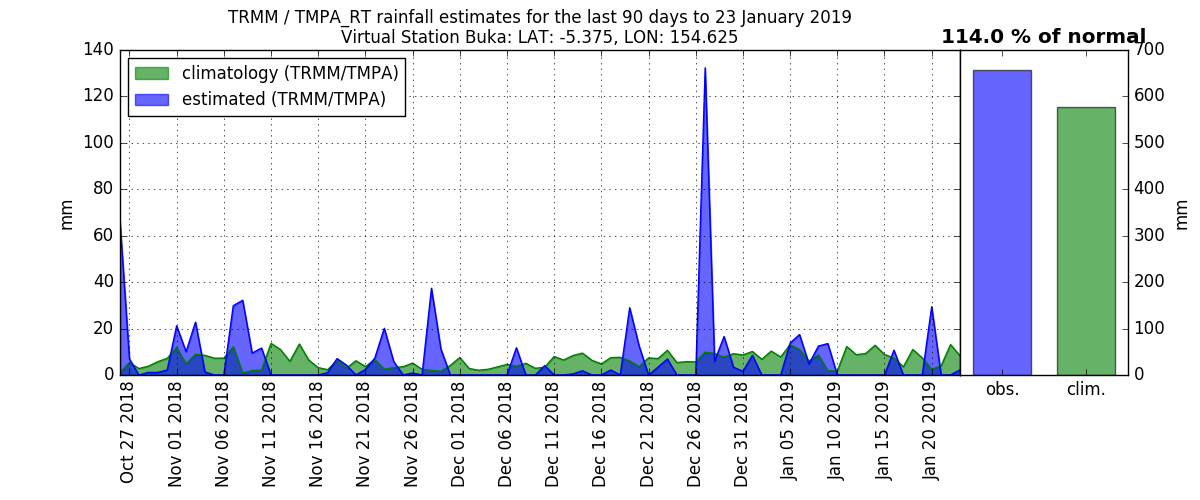 TRMM / TMPA_RT rainfall estimates for the last 90 days to 23 January 2019
Virtual Station Buka: LAT: -5.375, LON: 154.625
114.0 % of normal
climatology (TRMM/TMPA)
estimated (TRMM/TMPA)
mm
140
120
100
80
60
40
20
0
Oct 27 2018
Nov 01 2018
Nov 06 2018
Nov 11 2018
Nov 16 2018
Nov 21 2018
Nov 26 2018
Dec 01 2018
Dec 06 2018
Dec 11 2018
Dec 16 2018
Dec 21 2018
Dec 26 2018
Dec 31 2018
Jan 05 2019
Jan 10 2019
Jan 15 2019
Jan 20 2019
obs.
clim.
700
600
500
400
300
200
100
0
mm